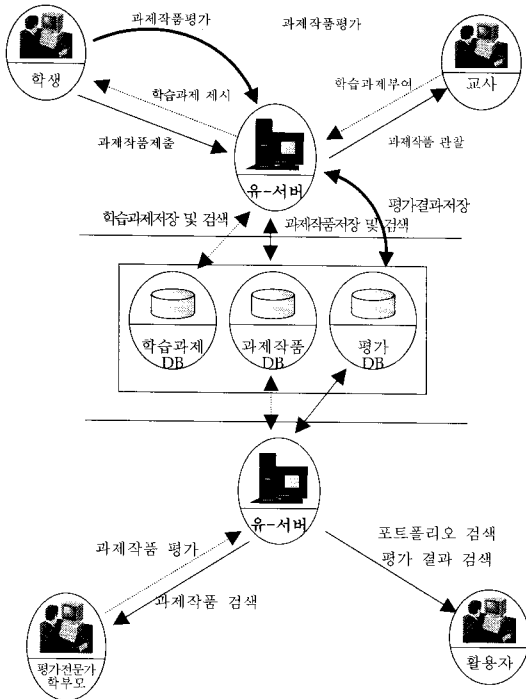 과제작품평가
과제작품평가
학생
교사
학습과제 제시
학습과제부여
과제작품제출
과제작품 관찰
유-서버
학습과제저장 및 검색
과제작품저장 및 검색
평가결과저장
학습과제
DB
과제작품
DB
평가
DB
유-서버
과제작품 평가
과제작품 검색
포트폴리오 검색
평가 결과 검색
평가전문가
학부모
활용자